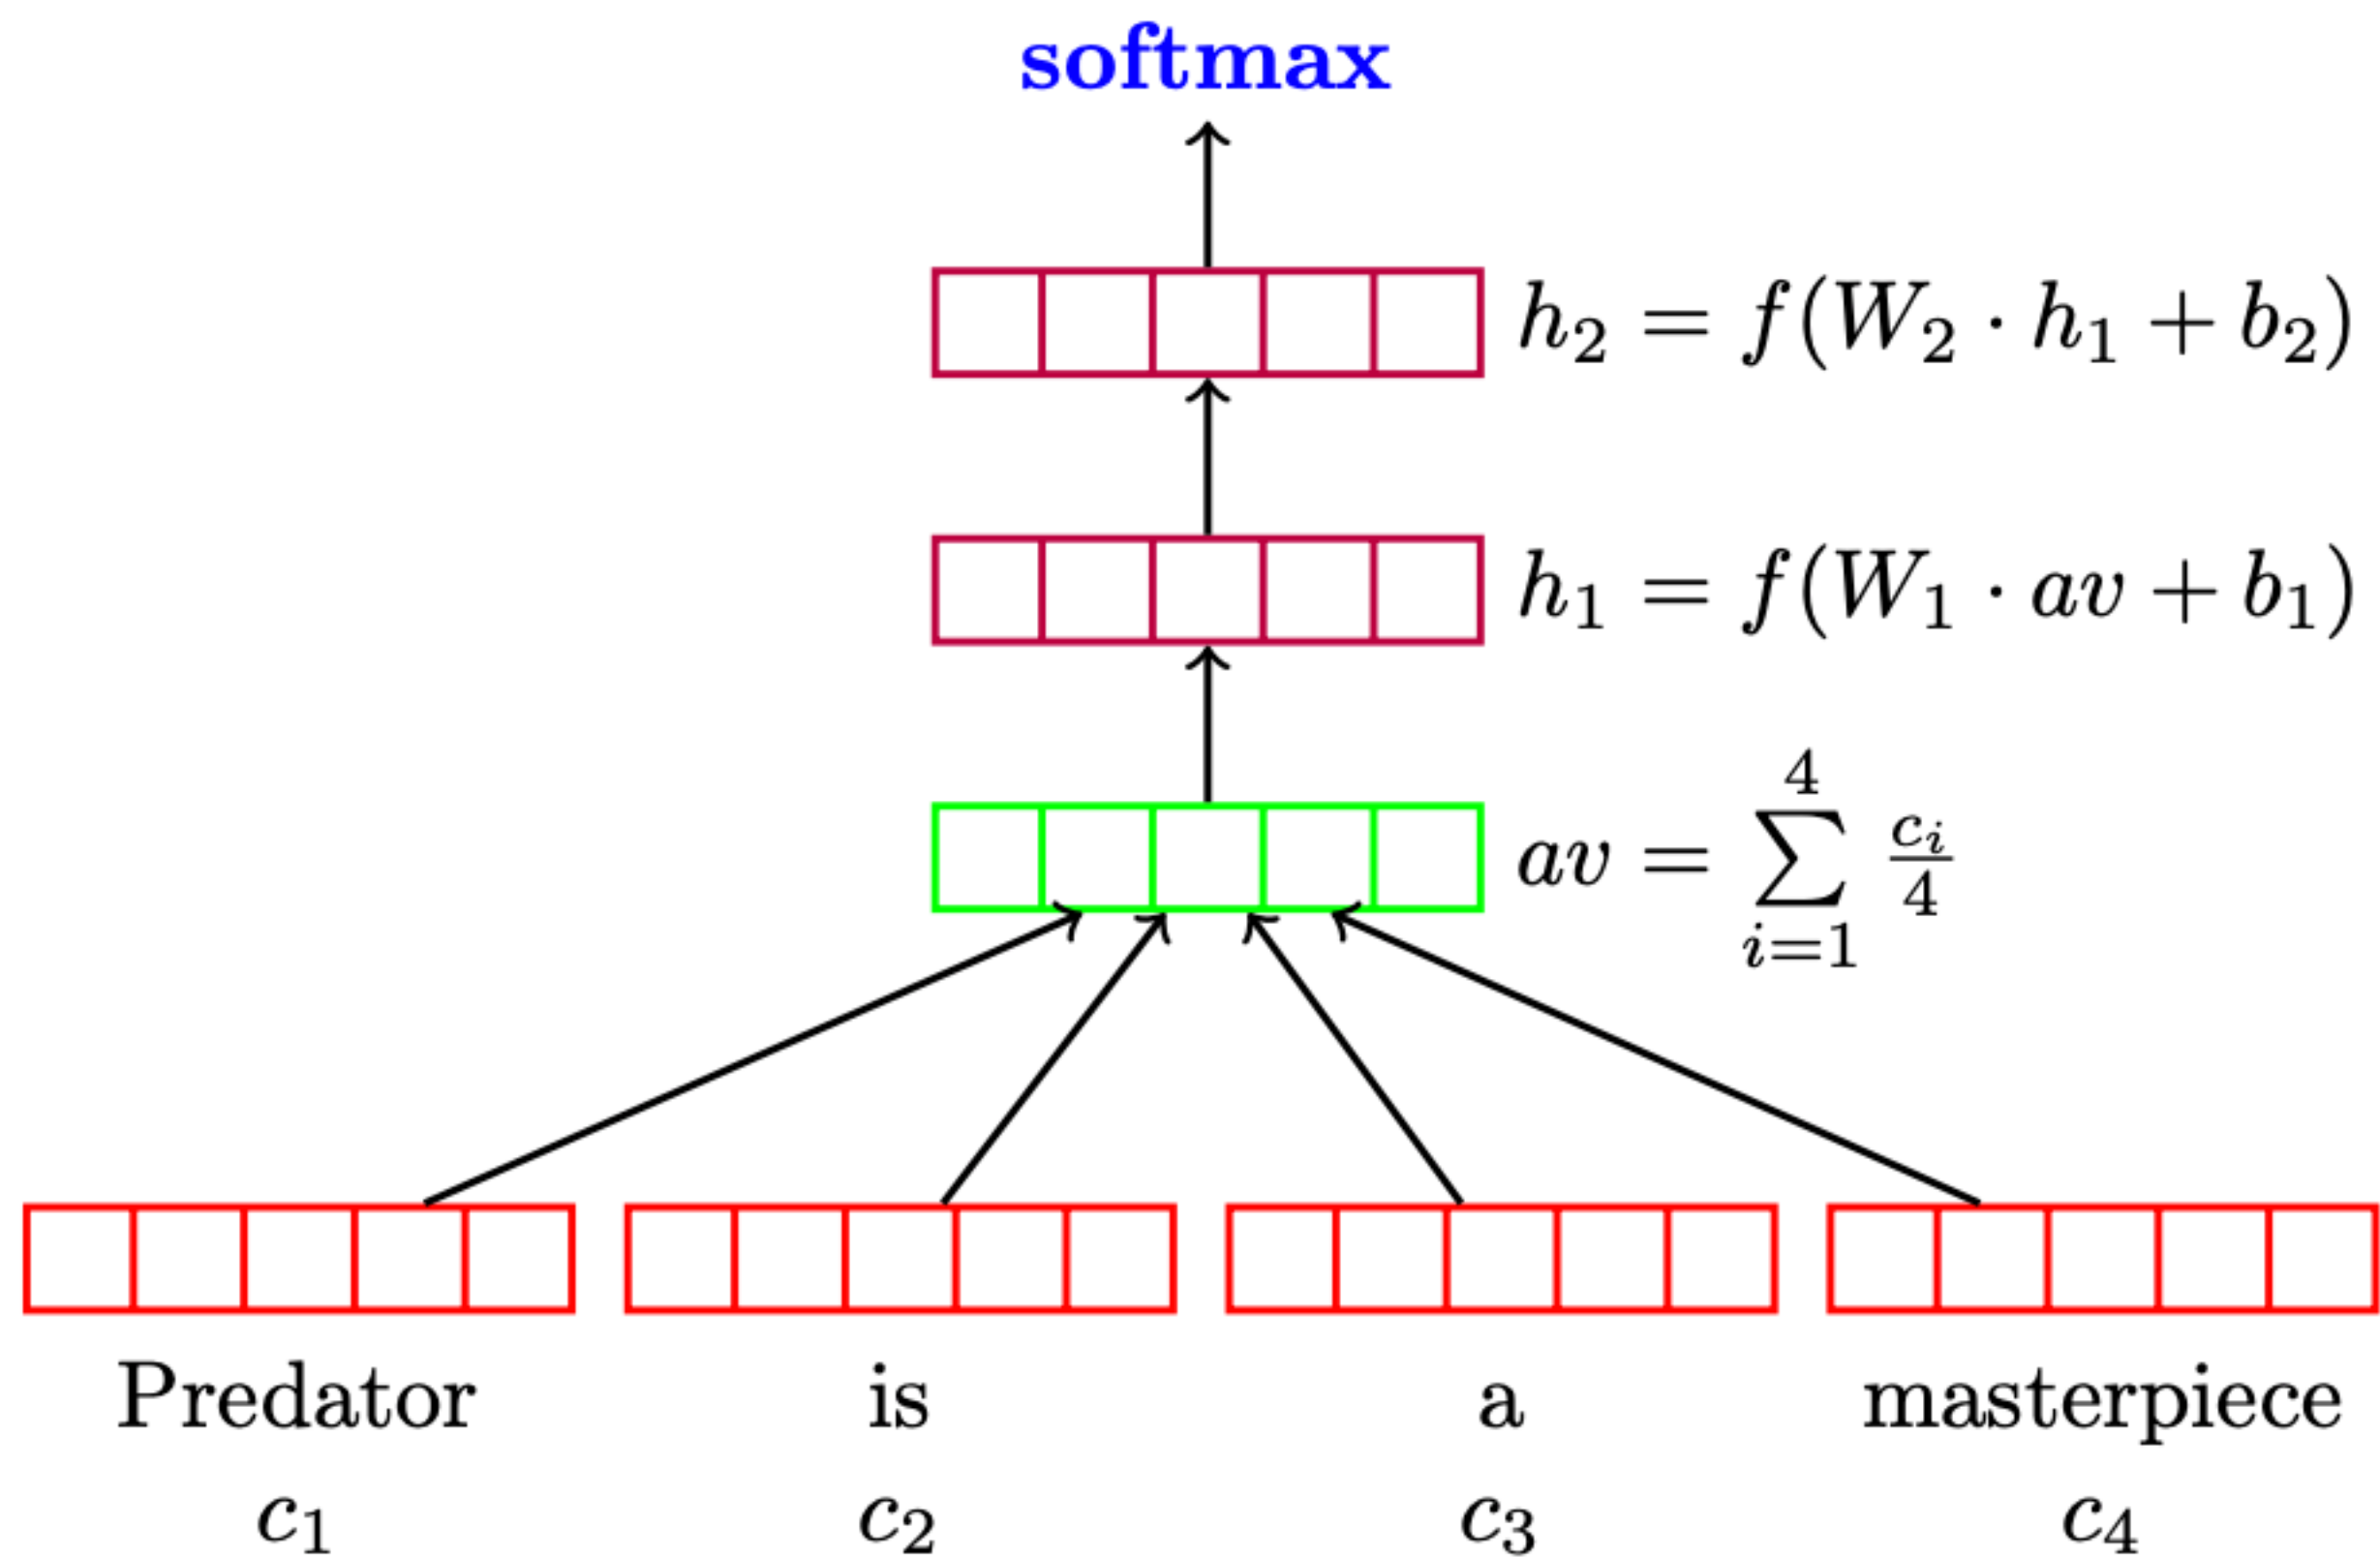 softmax
h₂ = f(W₂ · h₁ + b₂)
h₁ = f(W₁ · av + b₁)
av = ∑_{i=1}^{4} c_i/4
Predator is a masterpiece
c₁ c₂ c₃ c₄